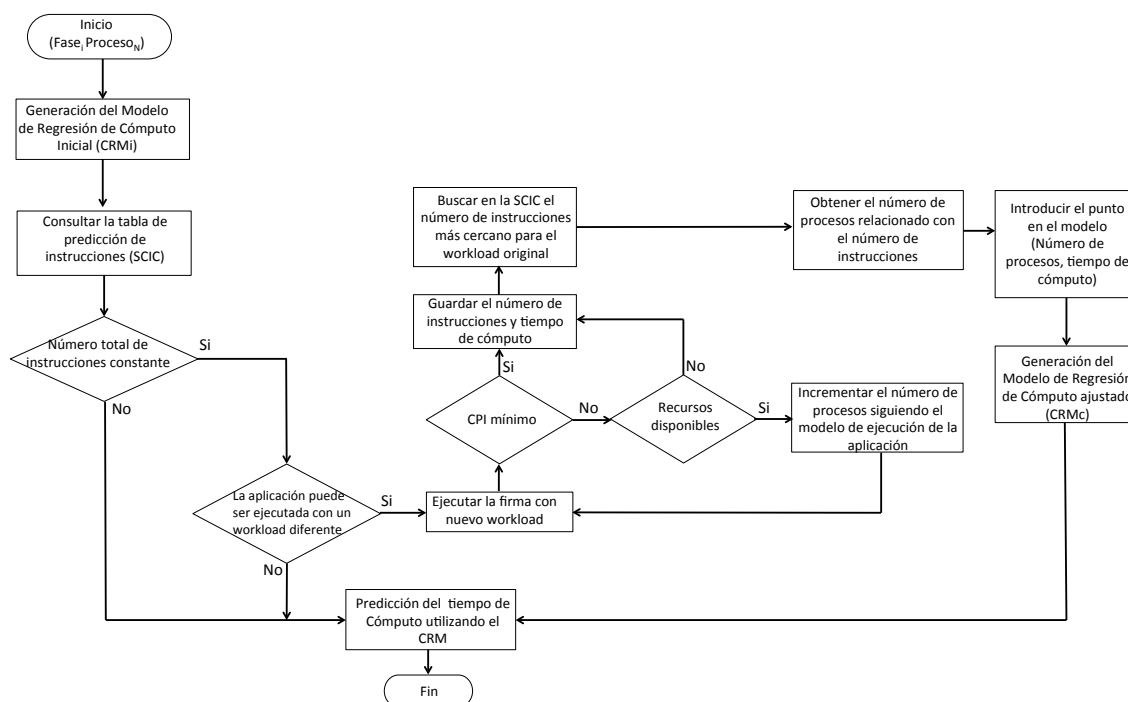 Inicio
(Faseᵢ Procesoₙ)
Generación del Modelo
de Regresión de Cómputo
Inicial (CRMi)
Consultar la tabla de
predicción de
instrucciones (SCIC)
Número total de
instrucciones constante
Si
No
La aplicación puede
ser ejecutada con un
workload diferente
Si
No
Ejecutar la firma con
nuevo workload
CPI mínimo
Si
No
Recursos
disponibles
No
Si
Incrementar el número de
procesos siguiendo el
modelo de ejecución de la
aplicación
Guardar el número de
instrucciones y tiempo
de cómputo
Buscar en la SCIC el
número de instrucciones
más cercano para el
workload original
Obtener el número de
procesos relacionado con
el número de
instrucciones
Introducir el punto
en el modelo
(Número de
procesos, tiempo de
cómputo)
Generación del
Modelo de Regresión
de Cómputo ajustado
(CRMc)
Predicción del tiempo de
Cómputo utilizando el
CRM
Fin